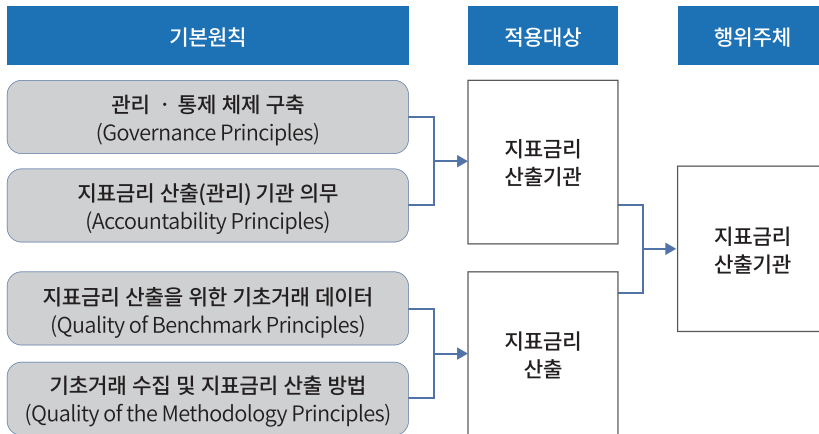 기본원칙
적용대상
행위주체
관리 · 통제 체제 구축
(Governance Principles)
지표금리 산출(관리) 기관 의무
(Accountability Principles)
지표금리
산출기관
지표금리 산출을 위한 기초거래 데이터
(Quality of Benchmark Principles)
기초거래 수집 및 지표금리 산출 방법
(Quality of the Methodology Principles)
지표금리
산출
지표금리
산출기관